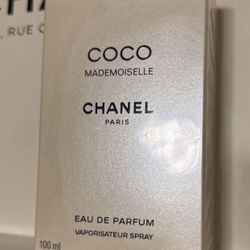 , RUE C
COCO
MADEMOISELLE
CHANEL
PARIS
EAU DE PARFUM
VAPORISATEUR SPRAY
100 ml